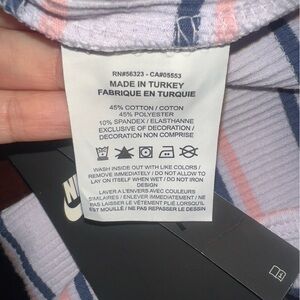 RN#56323 - CA#05553
MADE IN TURKEY
FABRIQUE EN TURQUIE
45% COTTON / COTON
45% POLYESTER
10% SPANDEX / ELASTHANNE
EXCLUSIVE OF DECORATION /
DECORATION NON COMPRISE
WASH INSIDE OUT WITH LIKE COLORS /
REMOVE IMMEDIATELY / DO NOT ALLOW TO
LAY ON ITSELF WHEN WET / DO NOT IRON
DESIGN
LAVER A L'ENVERS AVEC COULEURS
SIMILAIRES / ENLEVER IMMEDIATEMENT / NE
PAS LAISSER LE VÊTEMENT PLIE LORSQU'IL
EST MOUILLÉ / NE PAS REPASSER LE DESSIN